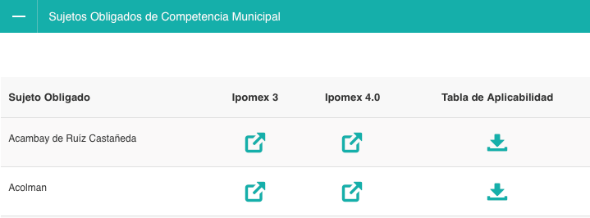 Sujetos Obligados de Competencia Municipal
Sujeto Obligado Ipomex 3 Ipomex 4.0 Tabla de Aplicabilidad
Acambay de Ruiz Castañeda
Acolman